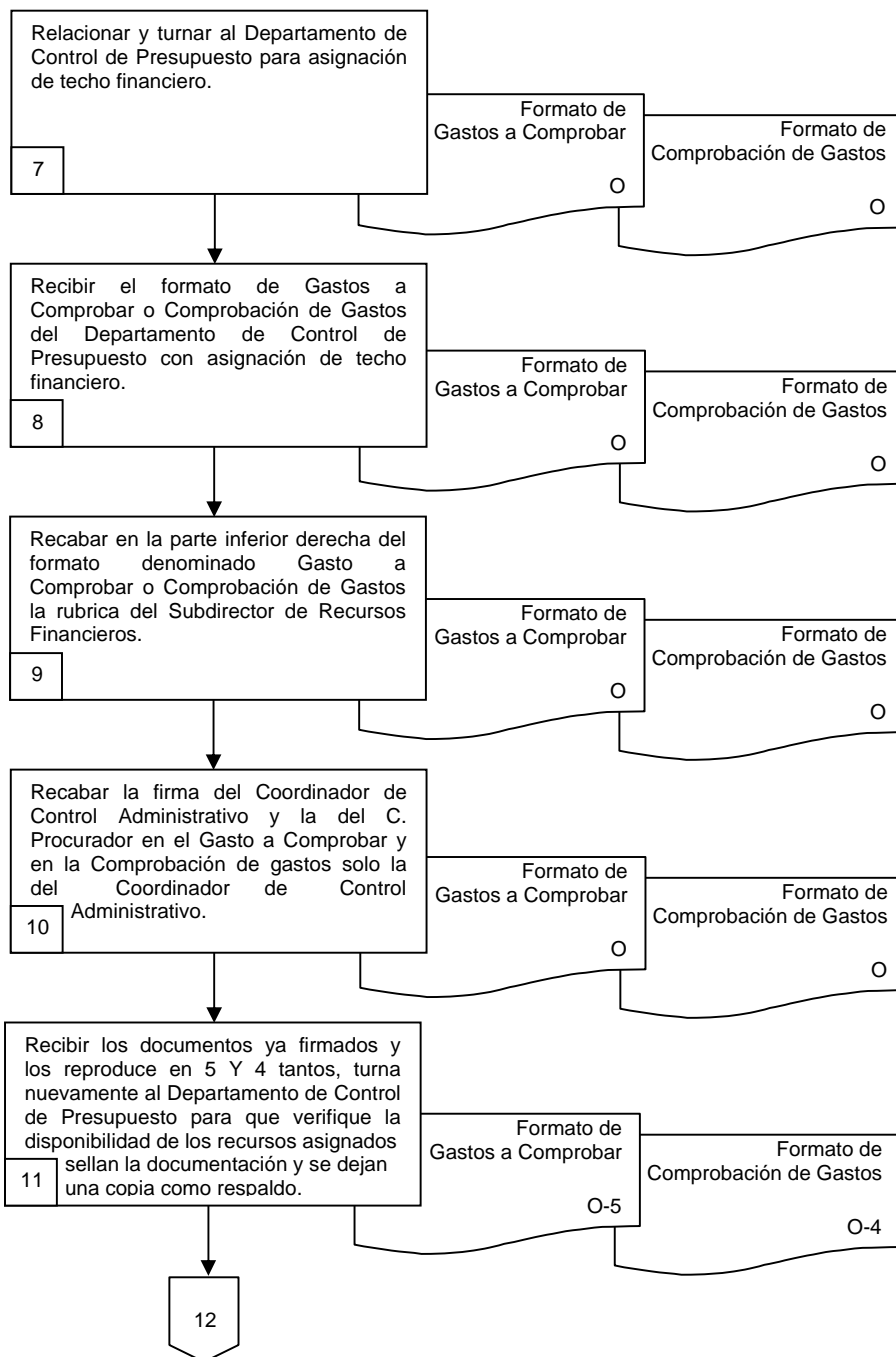 Relacionar y turnar al Departamento de
Control de Presupuesto para asignación
de techo financiero.
7
Formato de
Gastos a Comprobar
O
Formato de
Comprobación de Gastos
O
Recibir el formato de Gastos a
Comprobar o Comprobación de Gastos
del Departamento de Control de
Presupuesto con asignación de techo
financiero.
8
Formato de
Gastos a Comprobar
O
Formato de
Comprobación de Gastos
O
Recabar en la parte inferior derecha del
formato denominado Gasto a
Comprobar o Comprobación de Gastos
la rubrica del Subdirector de Recursos
Financieros.
9
Formato de
Gastos a Comprobar
O
Formato de
Comprobación de Gastos
O
Recabar la firma del Coordinador de
Control Administrativo y la del C.
Procurador en el Gasto a Comprobar y
en la Comprobación de gastos solo la
del Coordinador de Control
Administrativo.
10
Formato de
Gastos a Comprobar
O
Formato de
Comprobación de Gastos
O
Recibir los documentos ya firmados y
los reproduce en 5 Y 4 tantos, turna
nuevamente al Departamento de Control
de Presupuesto para que verifique la
disponibilidad de los recursos asignados
sellan la documentación y se dejan
una copia como respaldo.
11
Formato de
Gastos a Comprobar
O-5
Formato de
Comprobación de Gastos
O-4
12